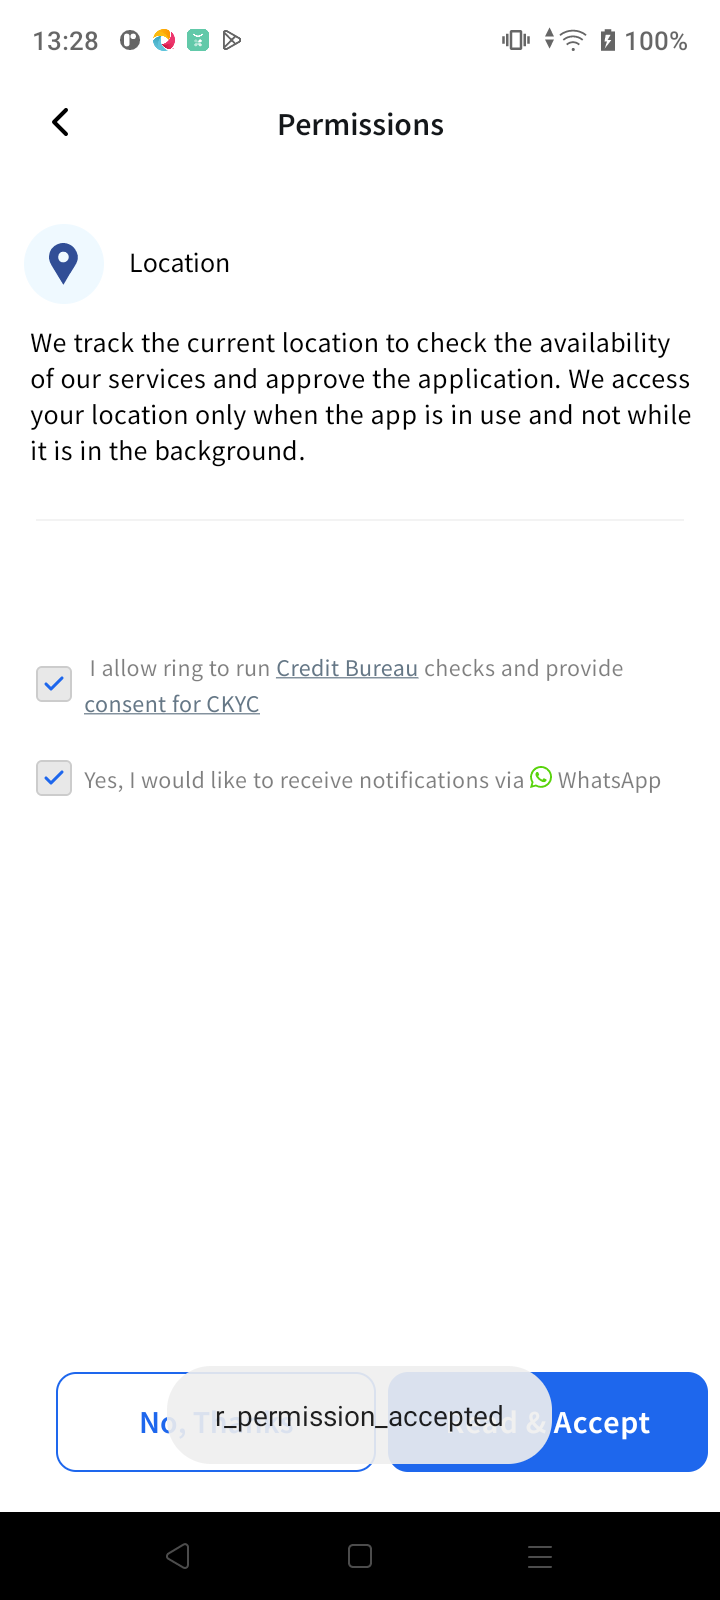 13:28
100%
Permissions
Location
We track the current location to check the availability
of our services and approve the application. We access
your location only when the app is in use and not while
it is in the background.
I allow ring to run Credit Bureau checks and provide
consent for CKYC
Yes, I would like to receive notifications via WhatsApp
No, Thanks
Read & Accept
r_permission_accepted